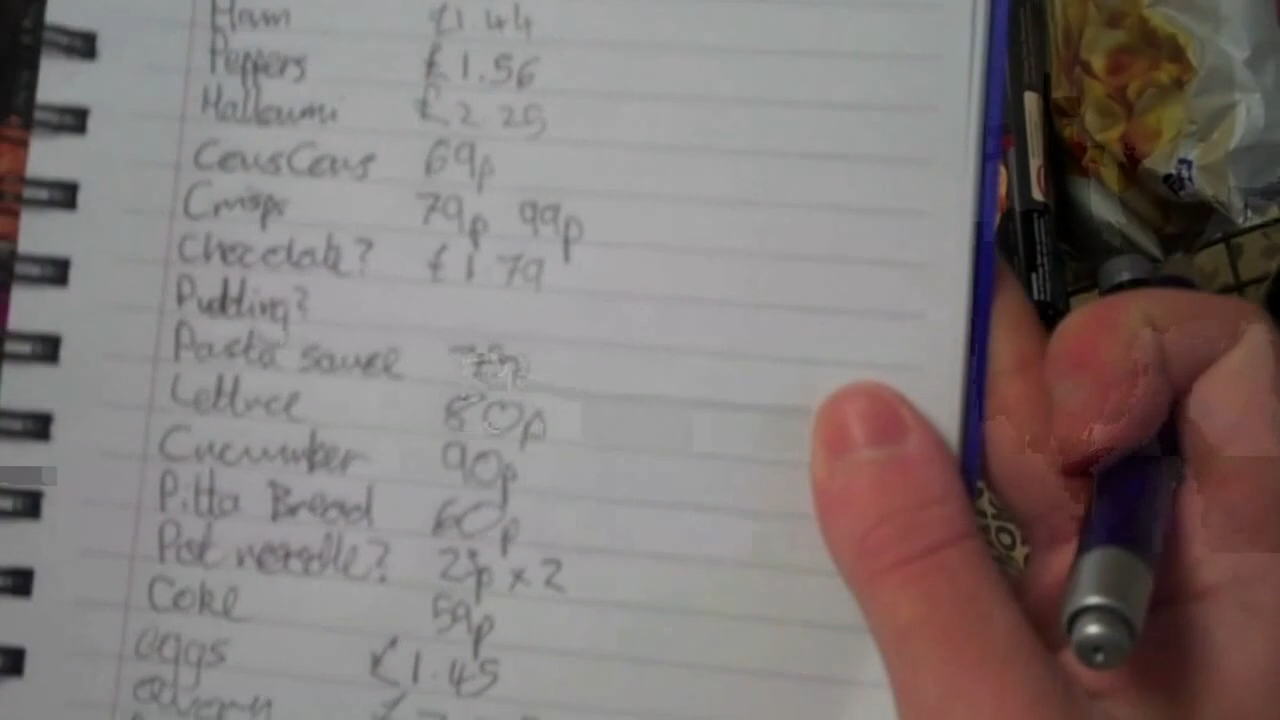 Ham £1.44
Peppers £1.56
Halloumi £2.25
CousCous 69p
Crisps 79p 99p
Chocolate? £1.79
Pudding?
Pasta sauce
Lettuce 80p
Cucumber 90p
Pitta Bread 60p
Pot noodle? x 2
Coke 59p
eggs £1.45